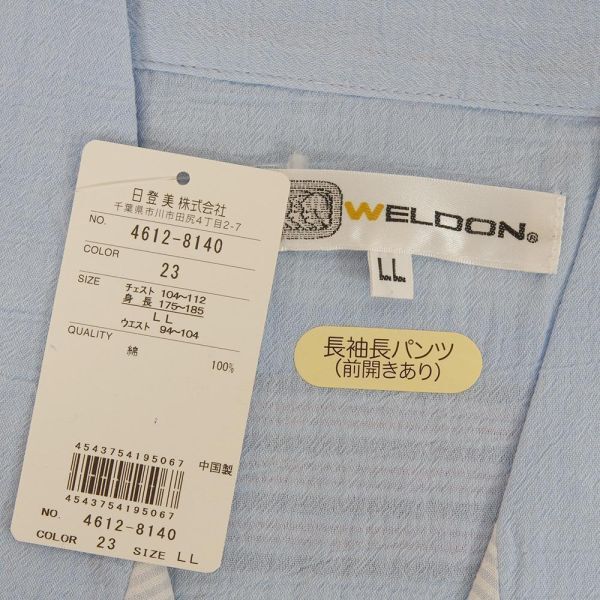 日登美株式会社
千葉県市川市田尻4丁目2-7
NO. 4612-8140
COLOR 23
SIZE チェスト 104~112
身長 175~185
LL
ウエスト 94~104
QUALITY
綿 100%
4543754195067
中国製
4543754195067
NO. 4612-8140
COLOR 23 SIZE LL
WELDON®
LL
長袖長パンツ
(前開きあり)